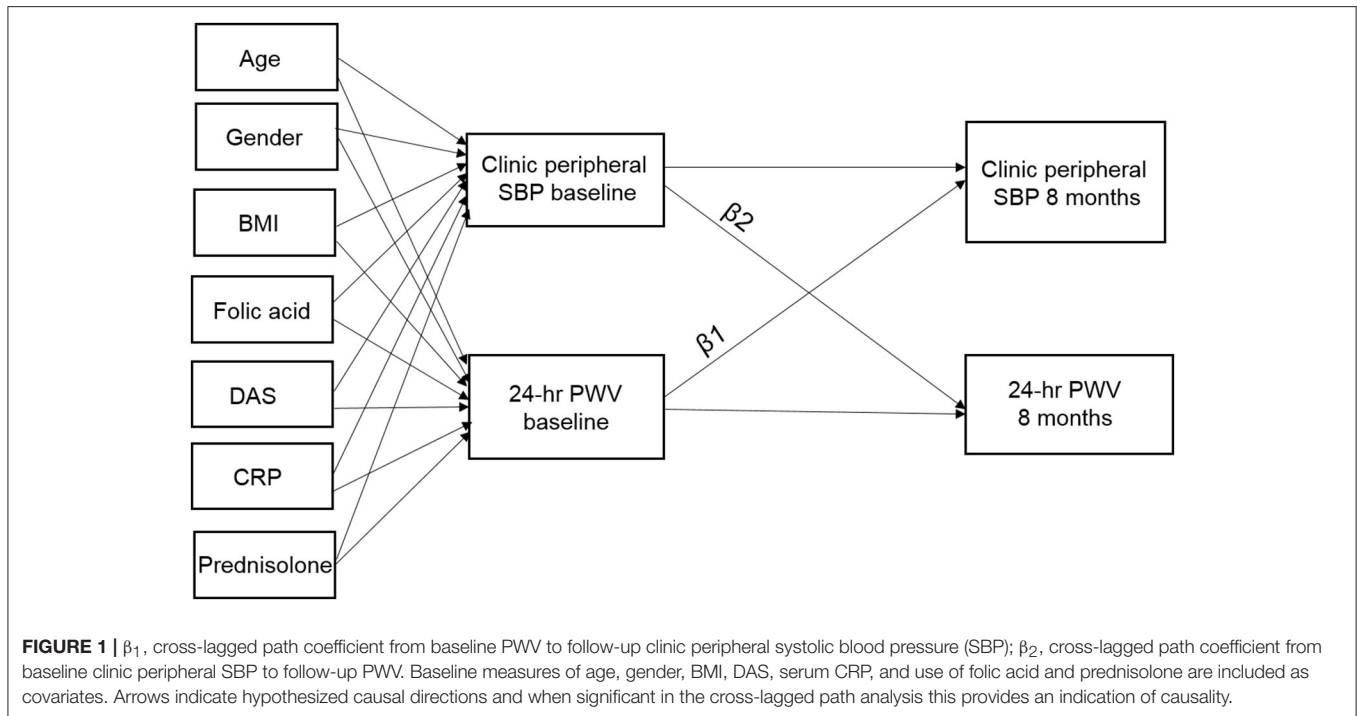 Age
Gender
BMI
Folic acid
DAS
CRP
Prednisolone
Clinic peripheral
SBP baseline
24-hr PWV
baseline
β2
β1
Clinic peripheral
SBP 8 months
24-hr PWV
8 months
FIGURE 1 | β₁, cross-lagged path coefficient from baseline PWV to follow-up clinic peripheral systolic blood pressure (SBP); β₂, cross-lagged path coefficient from
baseline clinic peripheral SBP to follow-up PWV. Baseline measures of age, gender, BMI, DAS, serum CRP, and use of folic acid and prednisolone are included as
covariates. Arrows indicate hypothesized causal directions and when significant in the cross-lagged path analysis this provides an indication of causality.